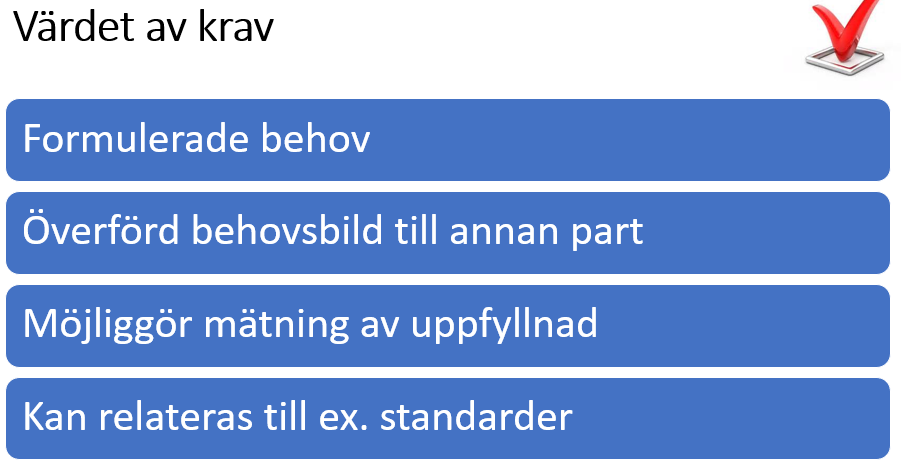 Värdet av krav
Formulerade behov
Överförd behovsbild till annan part
Möjliggör mätning av uppfyllnad
Kan relateras till ex. standarder